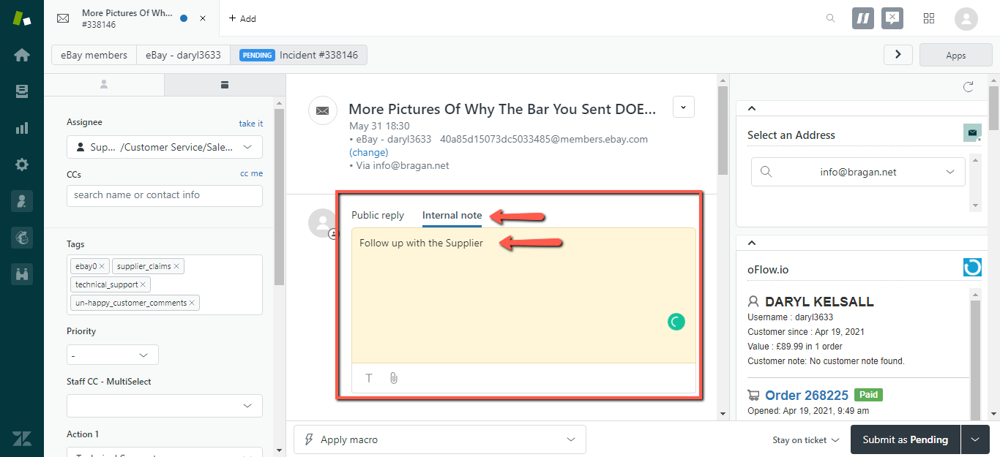 More Pictures Of Why Th...
#338146
+ Add
eBay members
eBay - daryl3633
PENDING Incident #338146
Apps
Assignee
take it
Sup... /Customer Service/Sale...
CCs
cc me
search name or contact info
Tags
ebay0
supplier_claims
technical_support
un-happy_customer_comments
Priority
-
Staff CC - MultiSelect
Action 1
More Pictures Of Why The Bar You Sent DOE...
May 31 18:30
• eBay - daryl3633 40a85d15073dc5033485@members.ebay.com
(change)
• Via info@bragan.net
Public reply
Internal note
Follow up with the Supplier
T
Apply macro
Stay on ticket
Submit as Pending
Select an Address
info@bragan.net
oFlow.io
DARYL KELSALL
Username : daryl3633
Customer since : Apr 19, 2021
Value : £89.99 in 1 order
Customer note: No customer note found.
Order 268225 Paid
Opened: Apr 19, 2021, 9:49 am